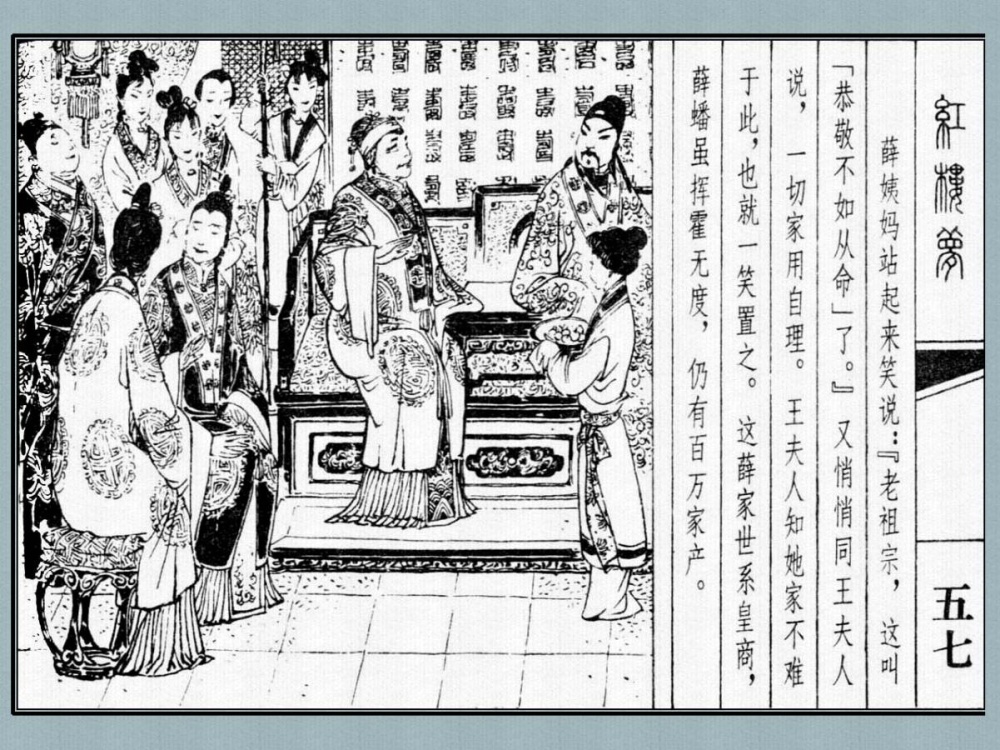 紅樓夢
五七
薛姨妈站起来笑说：『老祖宗，这叫
「恭敬不如从命」了。』又悄悄同王夫人
说，一切家用自理。王夫人知她家不难
于此，也就一笑置之。这薛家世系皇商，
薛蟠虽挥霍无度，仍有百万家产。